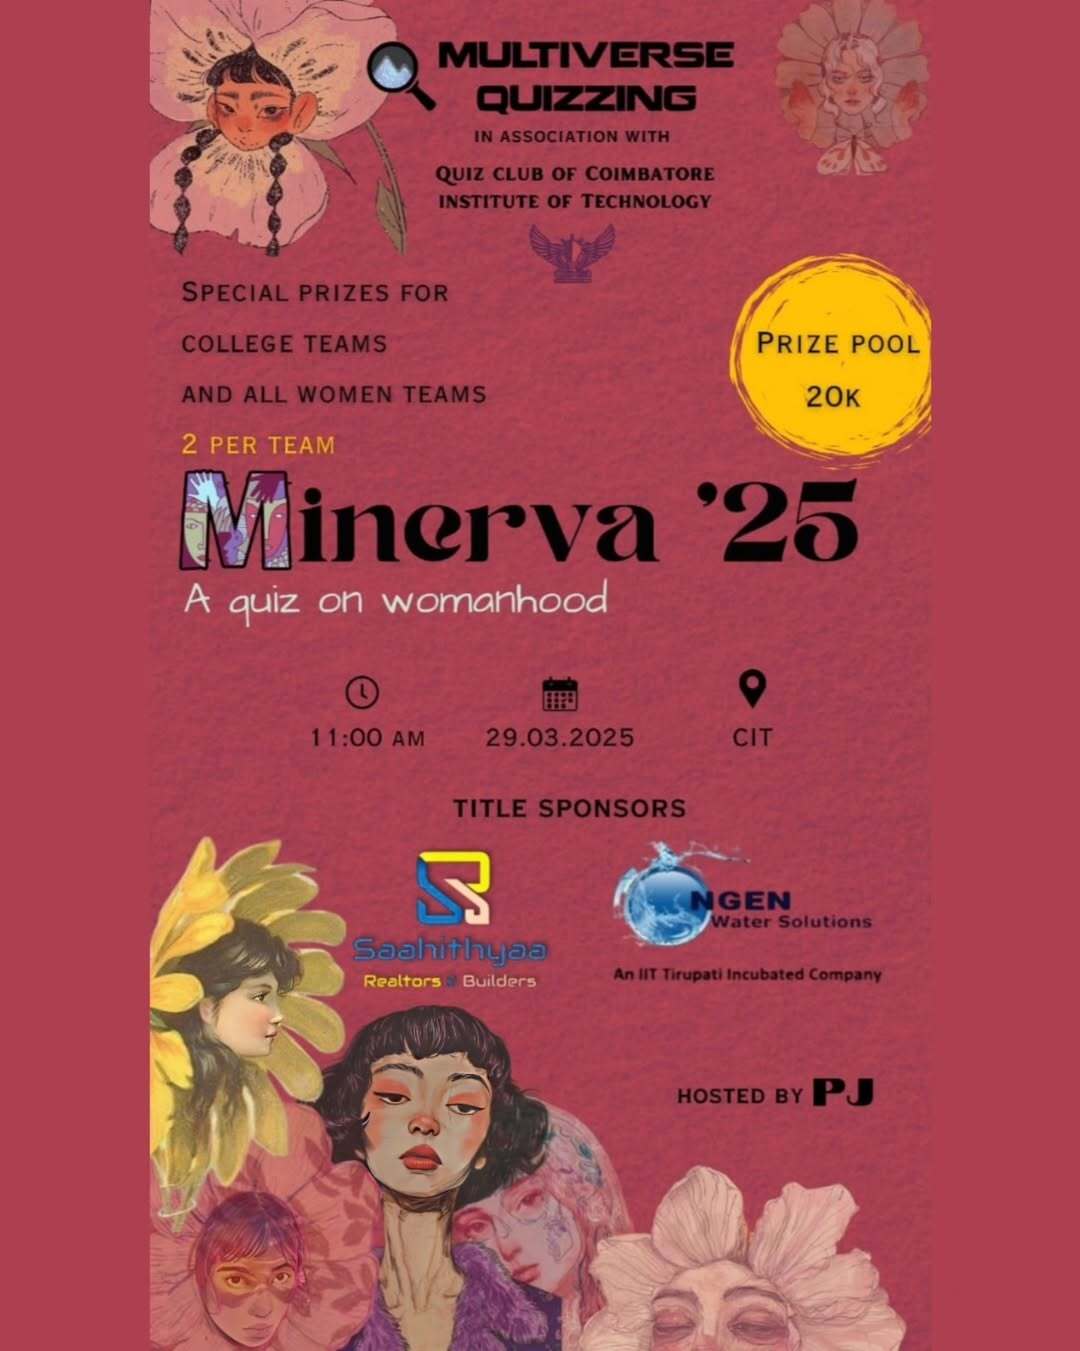 MULTIVERSE
QUIZZING
IN ASSOCIATION WITH
QUIZ CLUB OF COIMBATORE
INSTITUTE OF TECHNOLOGY
SPECIAL PRIZES FOR
COLLEGE TEAMS
AND ALL WOMEN TEAMS
2 PER TEAM
PRIZE POOL
20K
Minerva '25
A quiz on womanhood
11:00 AM
29.03.2025
CIT
TITLE SPONSORS
Saahithyaa
Realtors & Builders
NGEN
Water Solutions
An IIT Tirupati Incubated Company
HOSTED BY PJ